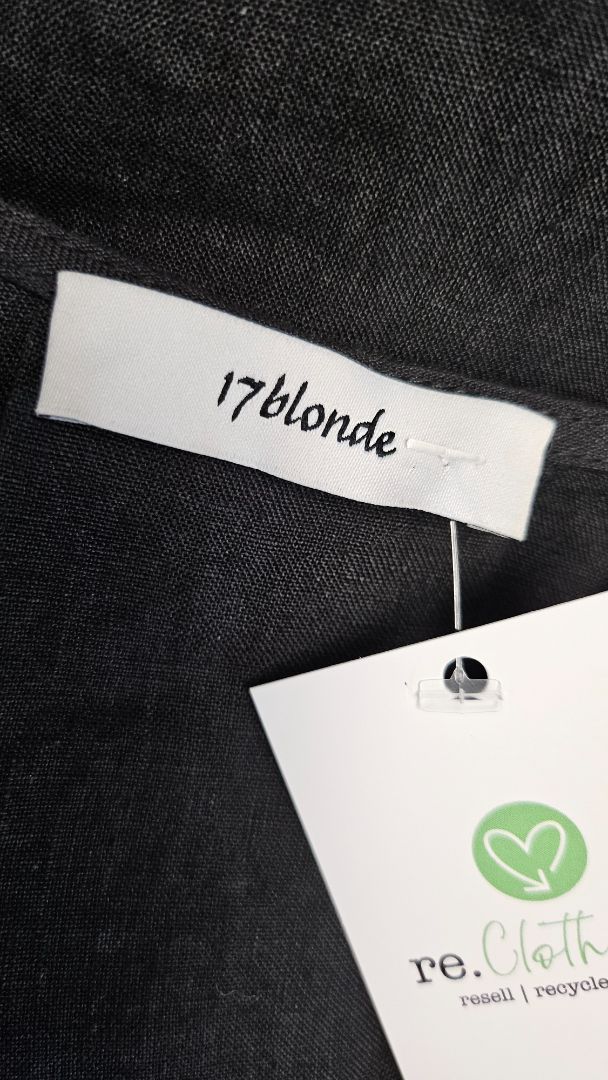 17blonde
re.Cloth
resell | recycle